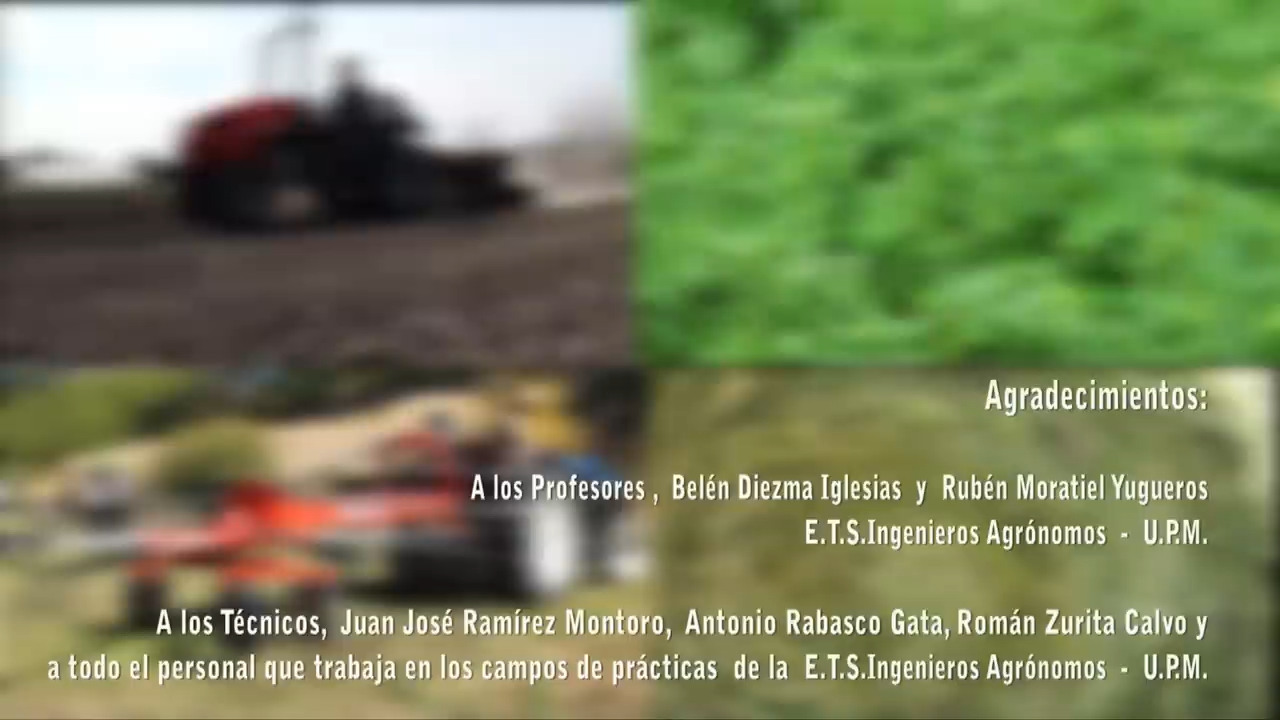 Agradecimientos:
A los Profesores , Belén Diezma Iglesias y Rubén Moratiel Yugueros
E.T.S.Ingenieros Agrónomos - U.P.M.
A los Técnicos, Juan José Ramírez Montoro, Antonio Rabasco Gata, Román Zurita Calvo y
a todo el personal que trabaja en los campos de prácticas de la E.T.S.Ingenieros Agrónomos - U.P.M.